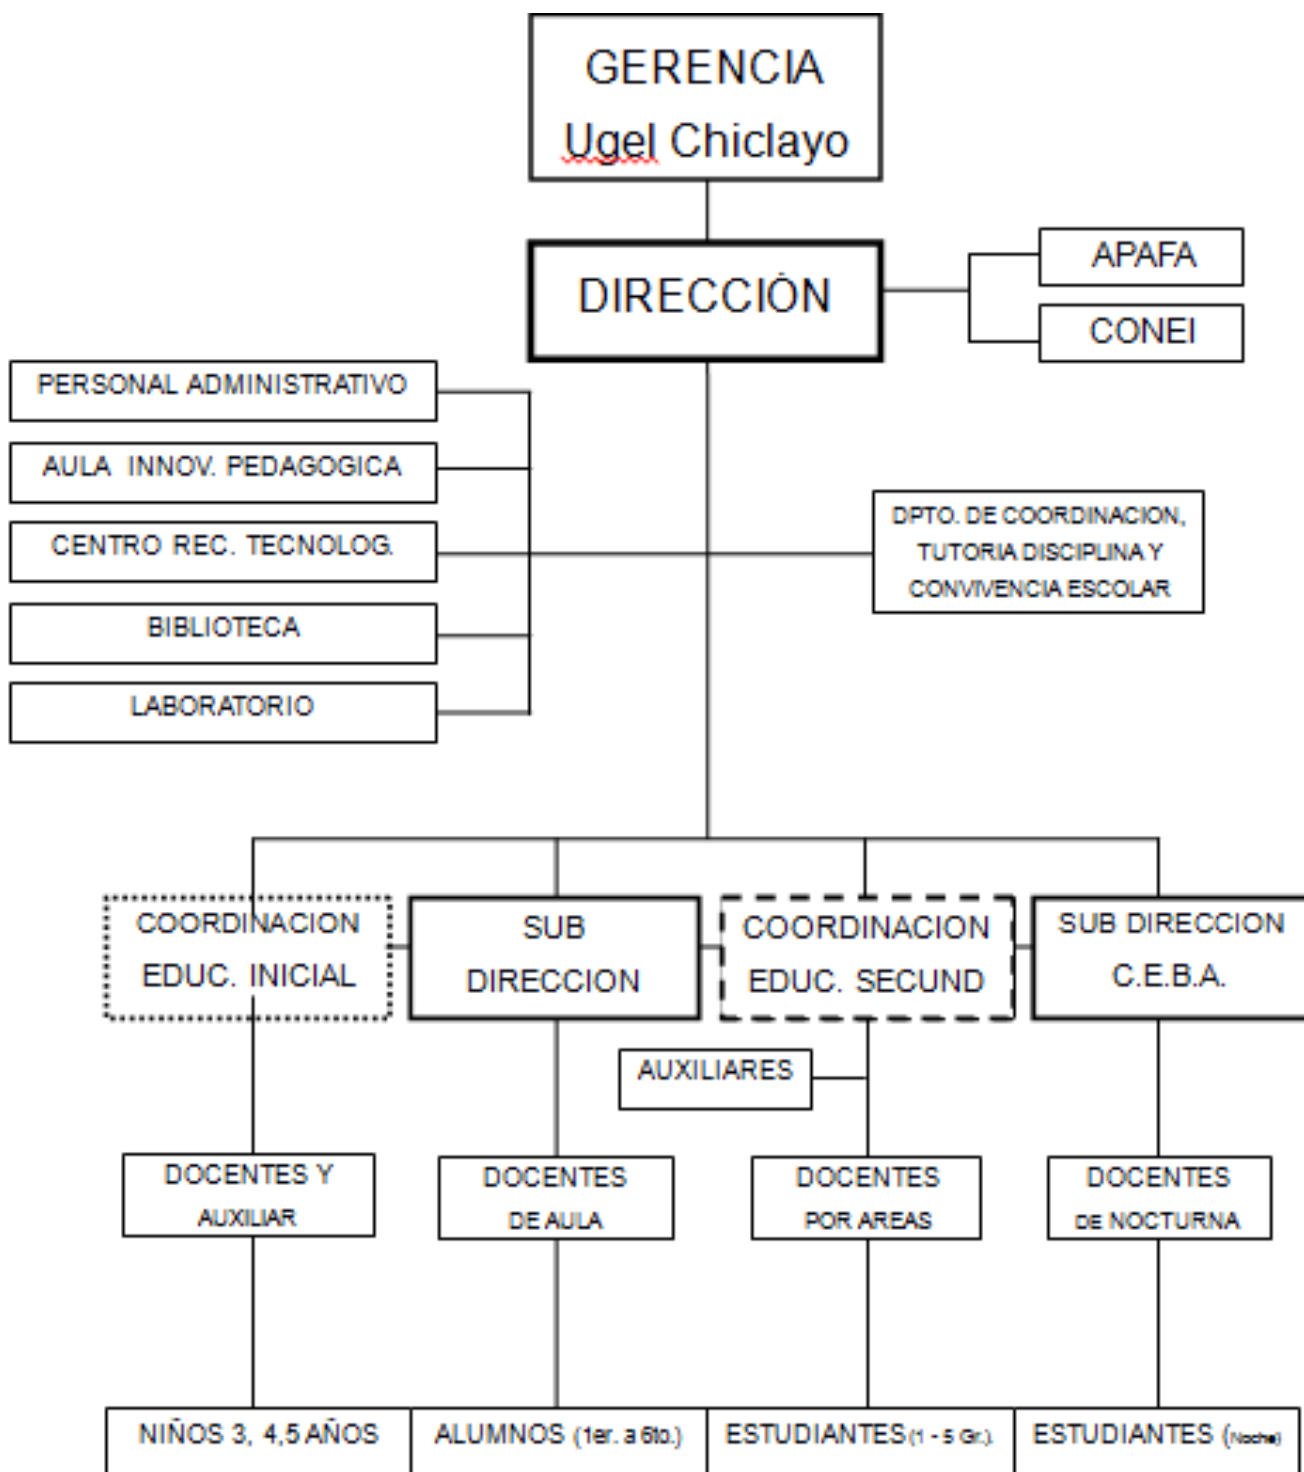 GERENCIA
Ugel Chiclayo
DIRECCIÓN
APAFA
CONEI
PERSONAL ADMINISTRATIVO
AULA INNOV. PEDAGOGICA
CENTRO REC. TECNOLOG.
BIBLIOTECA
LABORATORIO
DPTO. DE COORDINACION,
TUTORIA DISCIPLINA Y
CONVIVENCIA ESCOLAR
COORDINACION
EDUC. INICIAL
SUB
DIRECCION
COORDINACION
EDUC. SECUND
SUB DIRECCION
C.E.B.A.
AUXILIARES
DOCENTES Y
AUXILIAR
DOCENTES
DE AULA
DOCENTES
POR AREAS
DOCENTES
DE NOCTURNA
NIÑOS 3, 4,5 AÑOS
ALUMNOS (1er. a 6to.)
ESTUDIANTES (1 - 5 Gr.).
ESTUDIANTES (Noche)